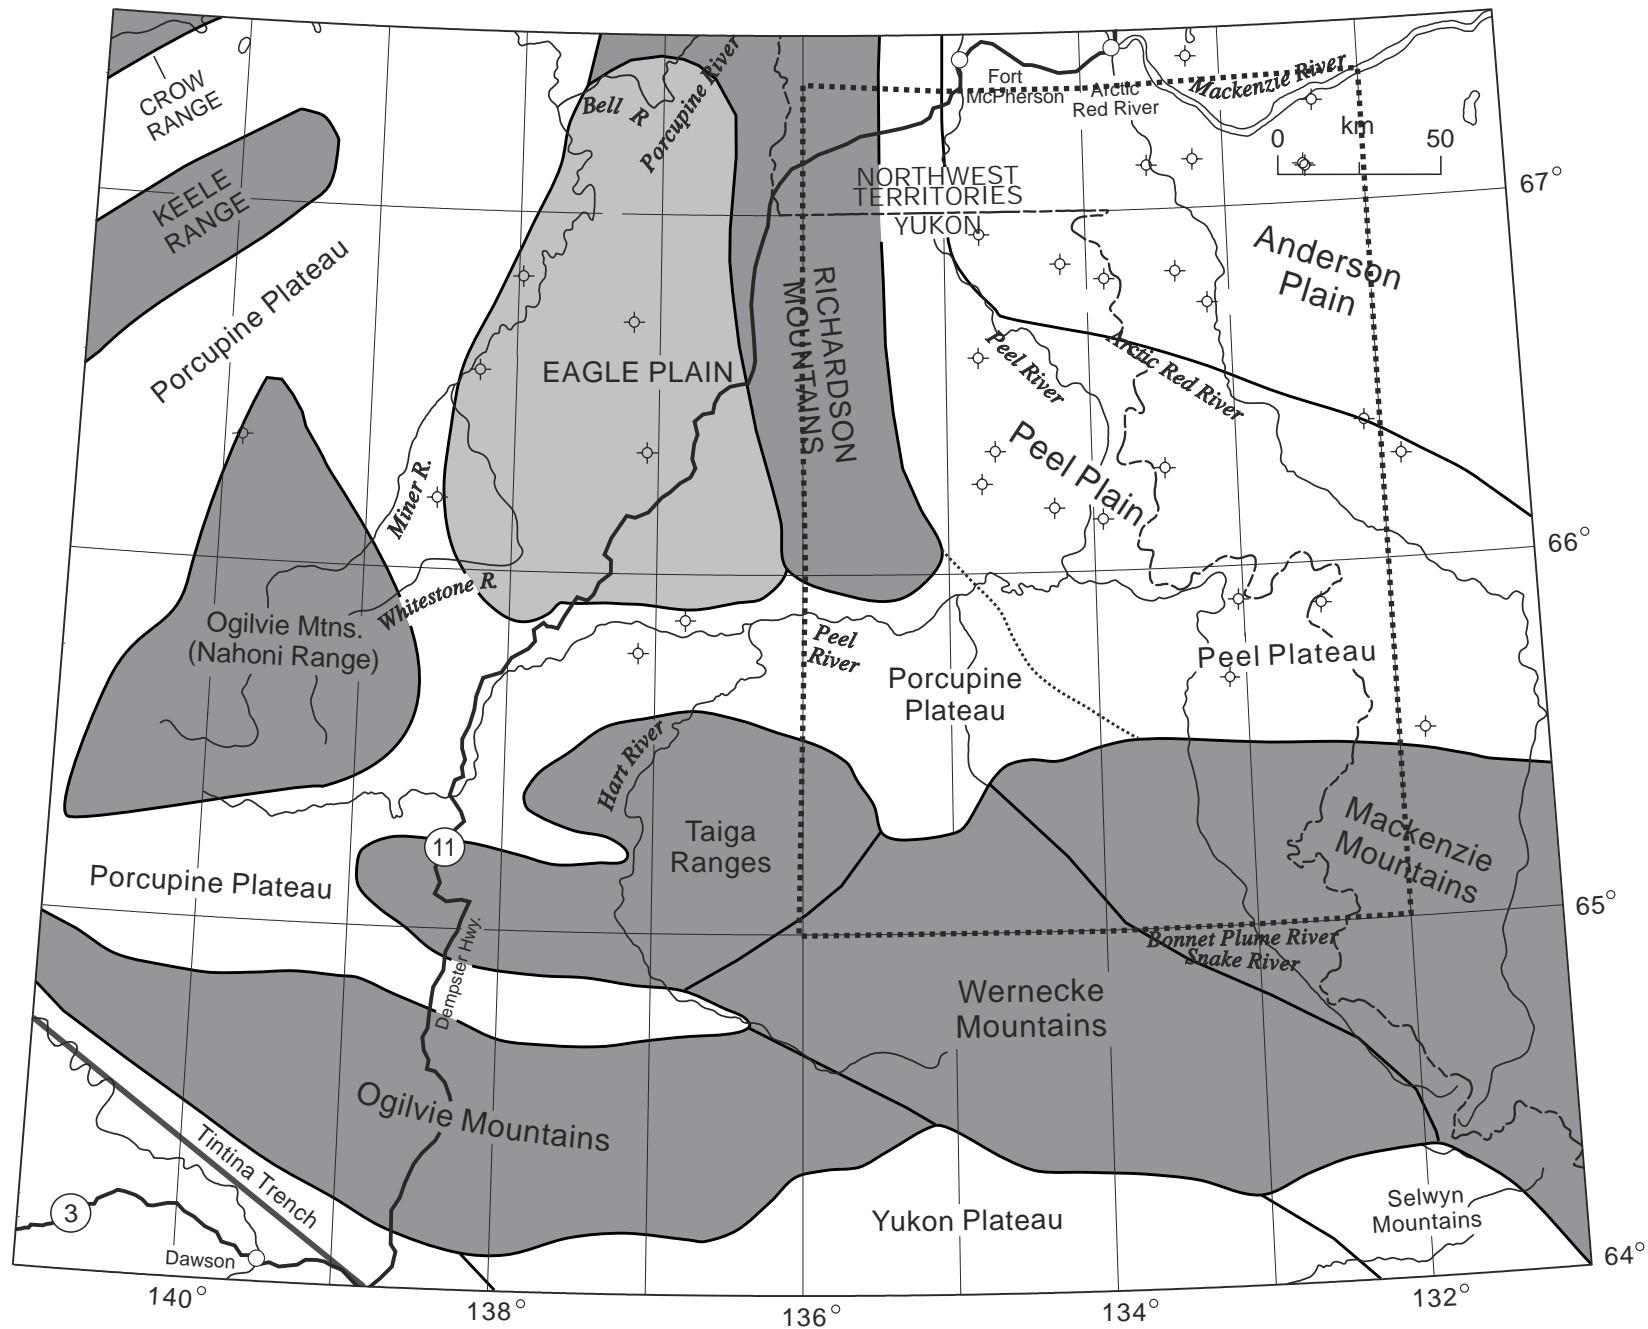 CROW
RANGE
Bell R
Porcupine River
Fort
McPherson
Arctic
Red River
Mackenzie River
km
0
50
67°
KEELE
RANGE
NORTHWEST
TERRITORIES
YUKON
Porcupine Plateau
Anderson
Plain
RICHARDSON
MOUNTAINS
EAGLE PLAIN
Peel River
Arctic Red River
Peel Plain
Miner R.
66°
Whitestone R.
Ogilvie Mtns.
(Nahoni Range)
Peel
River
Porcupine
Plateau
Peel Plateau
Hart River
Taiga
Ranges
Mackenzie
Mountains
11
Porcupine Plateau
65°
Dempster Hwy.
Bonnet Plume River
Snake River
Wernecke
Mountains
Ogilvie Mountains
Tintina Trench
3
Dawson
Yukon Plateau
Selwyn
Mountains
64°
140°
138°
136°
134°
132°